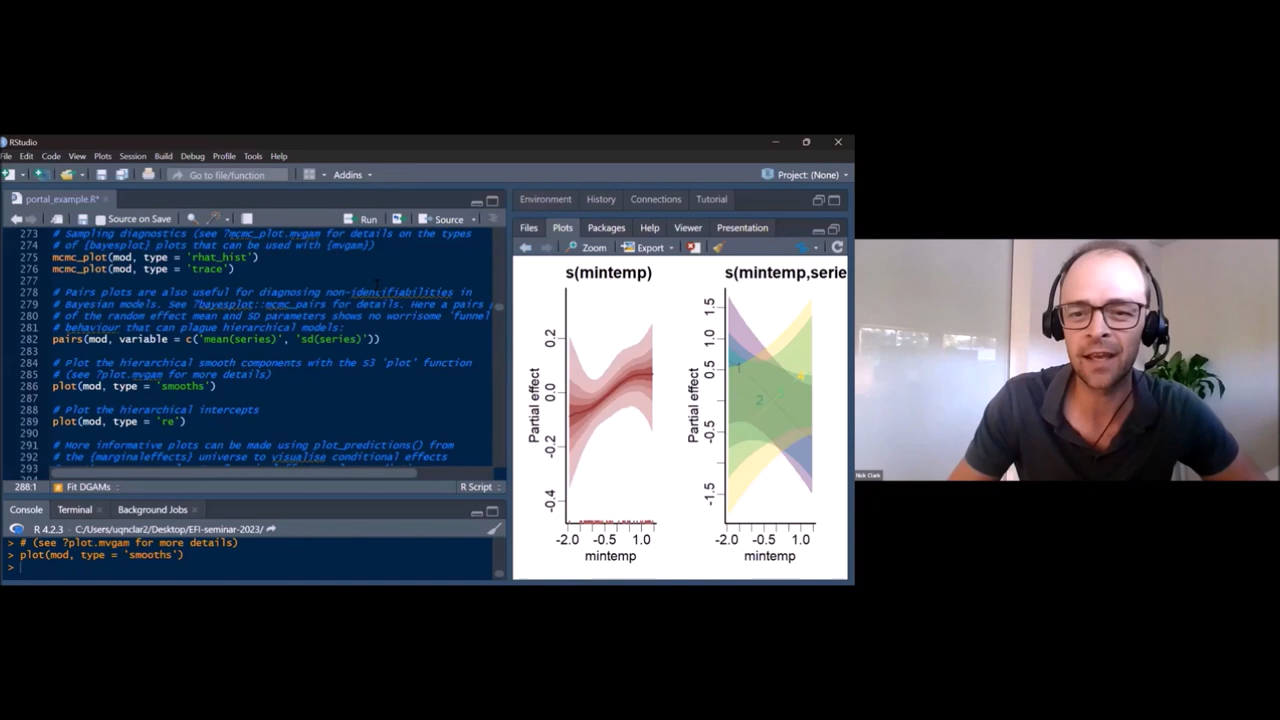 RStudio
File Edit Code View Plots Session Build Debug Profile Tools Help
Go to file/function Addins Project: (None)
portal_example.R*
Source on Save Run Source
273 # Sampling diagnostics (see ?mcmc_plot.mvgam for details on the types
274 # of {bayesplot} plots that can be used with {mvgam})
275 mcmc_plot(mod, type = 'rhat_hist')
276 mcmc_plot(mod, type = 'trace')
277
278 # Pairs plots are also useful for diagnosing non-identifiabilities in
279 # Bayesian models. See ?bayesplot::mcmc_pairs for details. Here a pairs
280 # of the random effect mean and SD parameters shows no worrisome 'funnel
281 # behaviour that can plague hierarchical models:
282 pairs(mod, variable = c('mean(series)', 'sd(series)'))
283
284 # Plot the hierarchical smooth components with the S3 'plot' function
285 # (see ?plot.mvgam for more details)
286 plot(mod, type = 'smooths')
287
288 # Plot the hierarchical intercepts
289 plot(mod, type = 're')
290
291 # More informative plots can be made using plot_predictions() from
292 # the {marginaleffects} universe to visualise conditional effects
293
288:1 Fit DGAMs R Script
Console Terminal Background Jobs
R 4.2.3 C:/Users/uqnclar2/Desktop/EFI-seminar-2023/
> # (see ?plot.mvgam for more details)
> plot(mod, type = 'smooths')
>
Environment History Connections Tutorial
Files Plots Packages Help Viewer Presentation
Zoom Export
s(mintemp)
Partial effect
0.2
0.0
-0.2
-0.4
-2.0 -0.5 1.0
mintemp
s(mintemp,serie
Partial effect
1.5
1.0
0.5
-0.5
-1.5
1
2
4
-2.0 -0.5 1.0
mintemp
Nick Clark